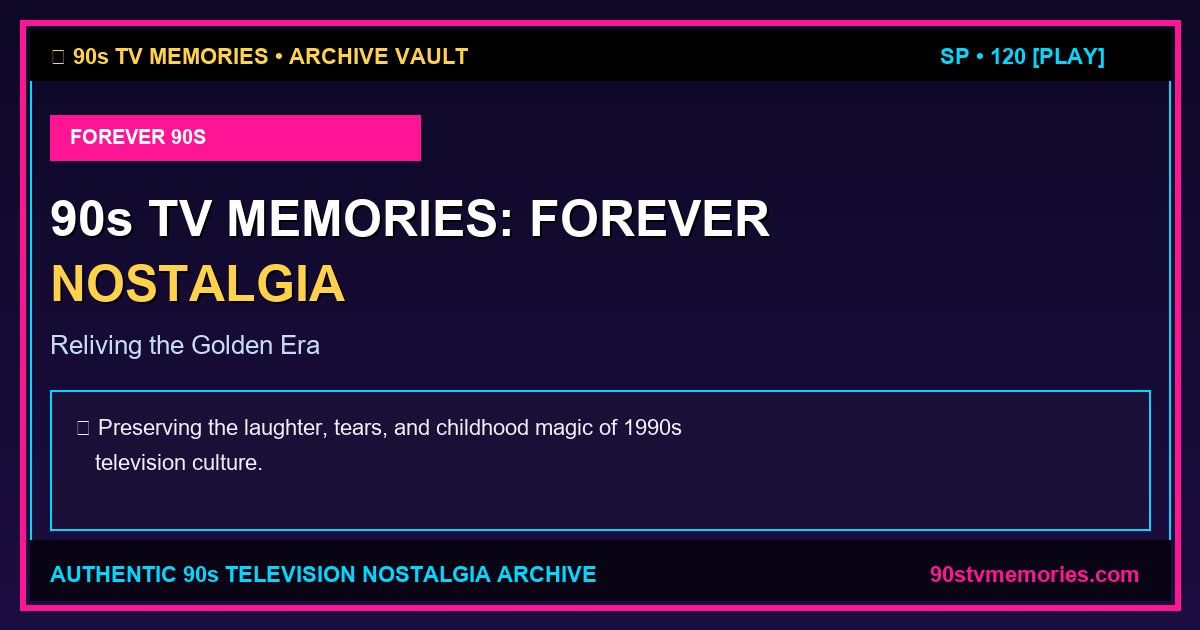 90s TV MEMORIES • ARCHIVE VAULT
SP • 120 [PLAY]
FOREVER 90S
90s TV MEMORIES: FOREVER
NOSTALGIA
Reliving the Golden Era
Preserving the laughter, tears, and childhood magic of 1990s
television culture.
AUTHENTIC 90s TELEVISION NOSTALGIA ARCHIVE
90stvmemories.com